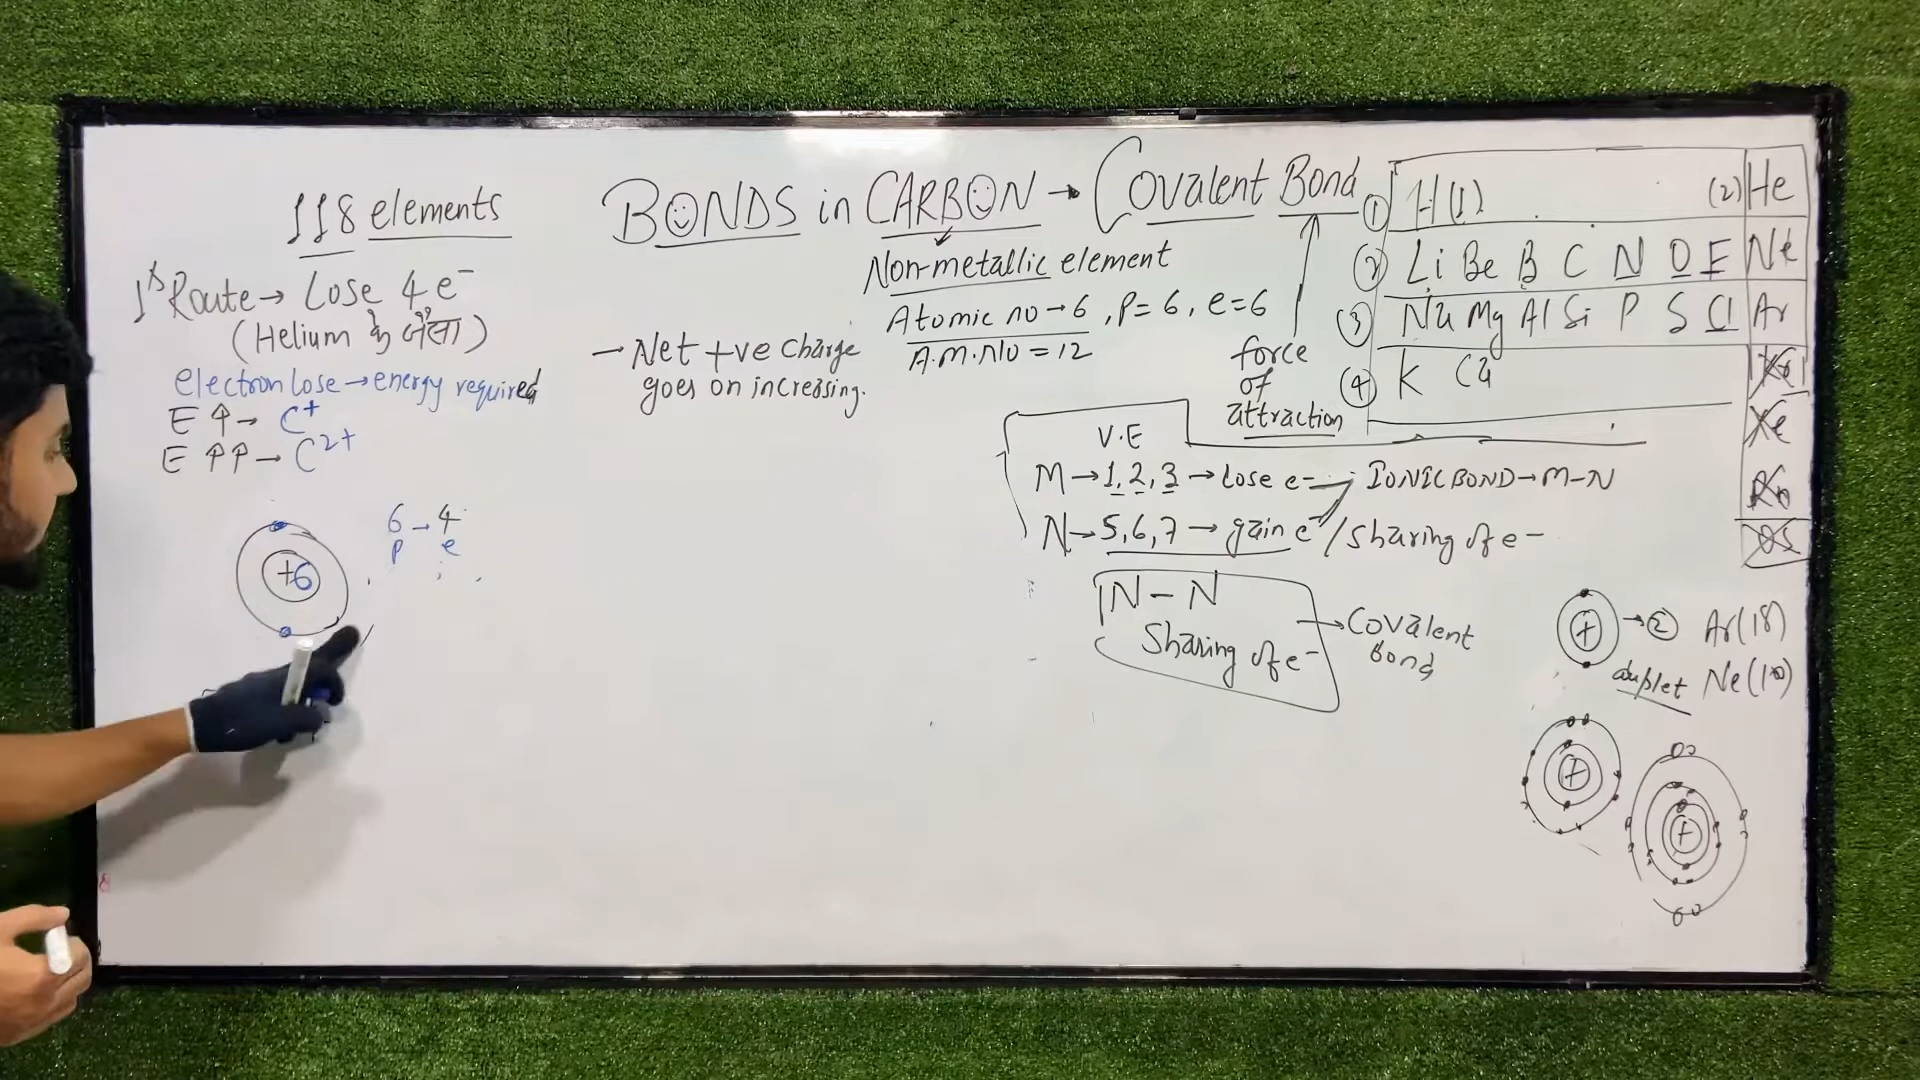 118 elements
BONDS in CARBON → Covalent Bond
Non-metallic element
Atomic no → 6, P = 6, e = 6
A.M.No = 12
1st Route → Lose 4e-
(Helium के जैसा)
electron lose → energy required
E ↑ → C+
E ↑↑ → C2+
→ Net +ve charge
goes on increasing.
6 → 4
p e
+6
force
of
attraction
① H(1) (2) He
② Li Be B C N O F Ne
③ Na Mg Al Si P S Cl Ar
④ K Ca Kr
Xe
Rn
V.E
M → 1, 2, 3 → lose e- IONIC BOND → M-N
N → 5, 6, 7 → gain e- / sharing of e-
N - N
Sharing of e- → Covalent
Bond
+ → 2 Ar(18)
duplet Ne(10)
+
+
8